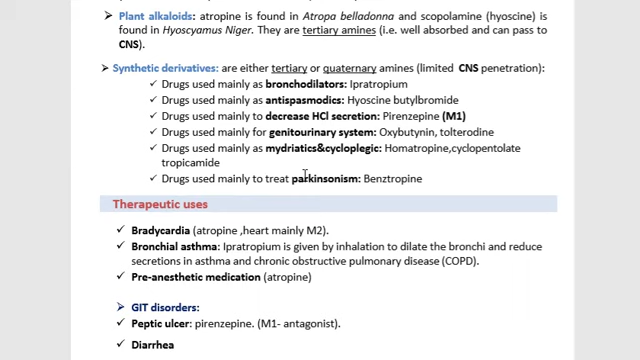 Plant alkaloids: atropine is found in Atropa belladonna and scopolamine (hyoscine) is
found in Hyoscyamus Niger. They are tertiary amines (i.e. well absorbed and can pass to
CNS).
Synthetic derivatives: are either tertiary or quaternary amines (limited CNS penetration):
Drugs used mainly as bronchodilators: Ipratropium
Drugs used mainly as antispasmodics: Hyoscine butylbromide
Drugs used mainly to decrease HCl secretion: Pirenzepine (M1)
Drugs used mainly for genitourinary system: Oxybutynin, tolterodine
Drugs used mainly as mydriatics&cycloplegic: Homatropine,cyclopentolate
tropicamide
Drugs used mainly to treat parkinsonism: Benztropine
Therapeutic uses
Bradycardia (atropine ,heart mainly M2).
Bronchial asthma: Ipratropium is given by inhalation to dilate the bronchi and reduce
secretions in asthma and chronic obstructive pulmonary disease (COPD).
Pre-anesthetic medication (atropine)
GIT disorders:
Peptic ulcer: pirenzepine. (M1- antagonist).
Diarrhea